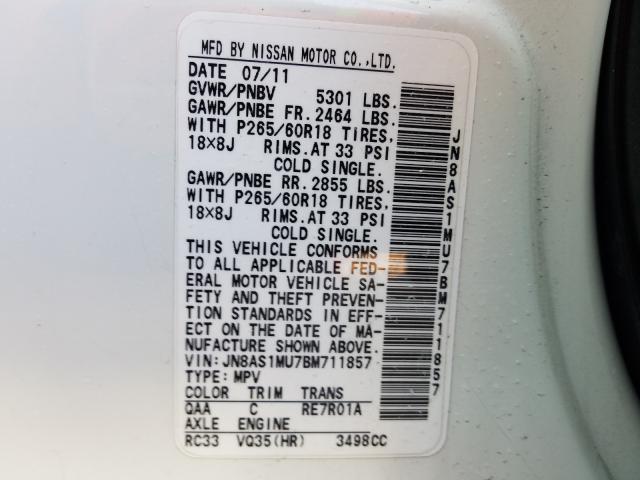 MFD BY NISSAN MOTOR CO.,LTD.
DATE 07/11
GVWR/PNBV 5301 LBS.
GAWR/PNBE FR. 2464 LBS.
WITH P265/60R18 TIRES,
18×8J RIMS.AT 33 PSI
COLD SINGLE.
GAWR/PNBE RR. 2855 LBS.
WITH P265/60R18 TIRES,
18×8J RIMS.AT 33 PSI
COLD SINGLE.
THIS VEHICLE CONFORMS
TO ALL APPLICABLE FED-
ERAL MOTOR VEHICLE SA-
FETY AND THEFT PREVEN-
TION STANDARDS IN EFF-
ECT ON THE DATE OF MA-
NUFACTURE SHOWN ABOVE.
VIN: JN8AS1MU7BM711857
TYPE: MPV
COLOR TRIM TRANS
QAA C RE7R01A
AXLE ENGINE
RC33 VQ35(HR) 3498CC
JN8AS1MU7BM711857